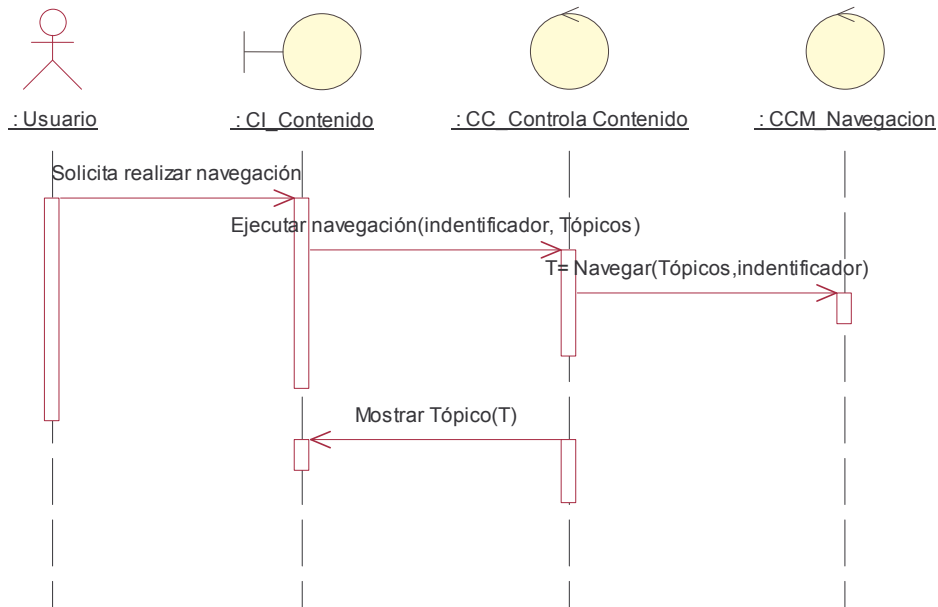 : Usuario
: CI_Contenido
: CC_Controla Contenido
: CCM_Navegacion
Solicita realizar navegación
Ejecutar navegación(indentificador, Tópicos)
T= Navegar(Tópicos,indentificador)
Mostrar Tópico(T)